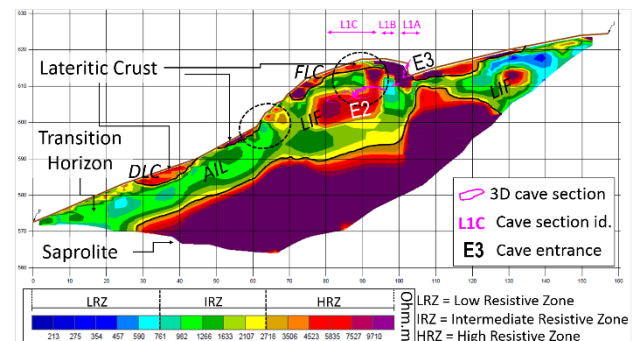 L1C L1B L1A
630
620
610
600
590
580
570
560
Lateritic Crust
FLC
E3
E2
LIF
LIF
Transition
Horizon
DLC
AIL
Saprolite
3D cave section
L1C Cave section id.
E3 Cave entrance
0 10 20 30 40 50 60 70 80 90 100 110 120 130 140 150 160
LRZ IRZ HRZ
213 275 354 457 590 761 982 1266 1633 2107 2718 3506 4523 5835 7527 9710
Ohm.m
LRZ = Low Resistive Zone
IRZ = Intermediate Resistive Zone
HRZ = High Resistive Zone